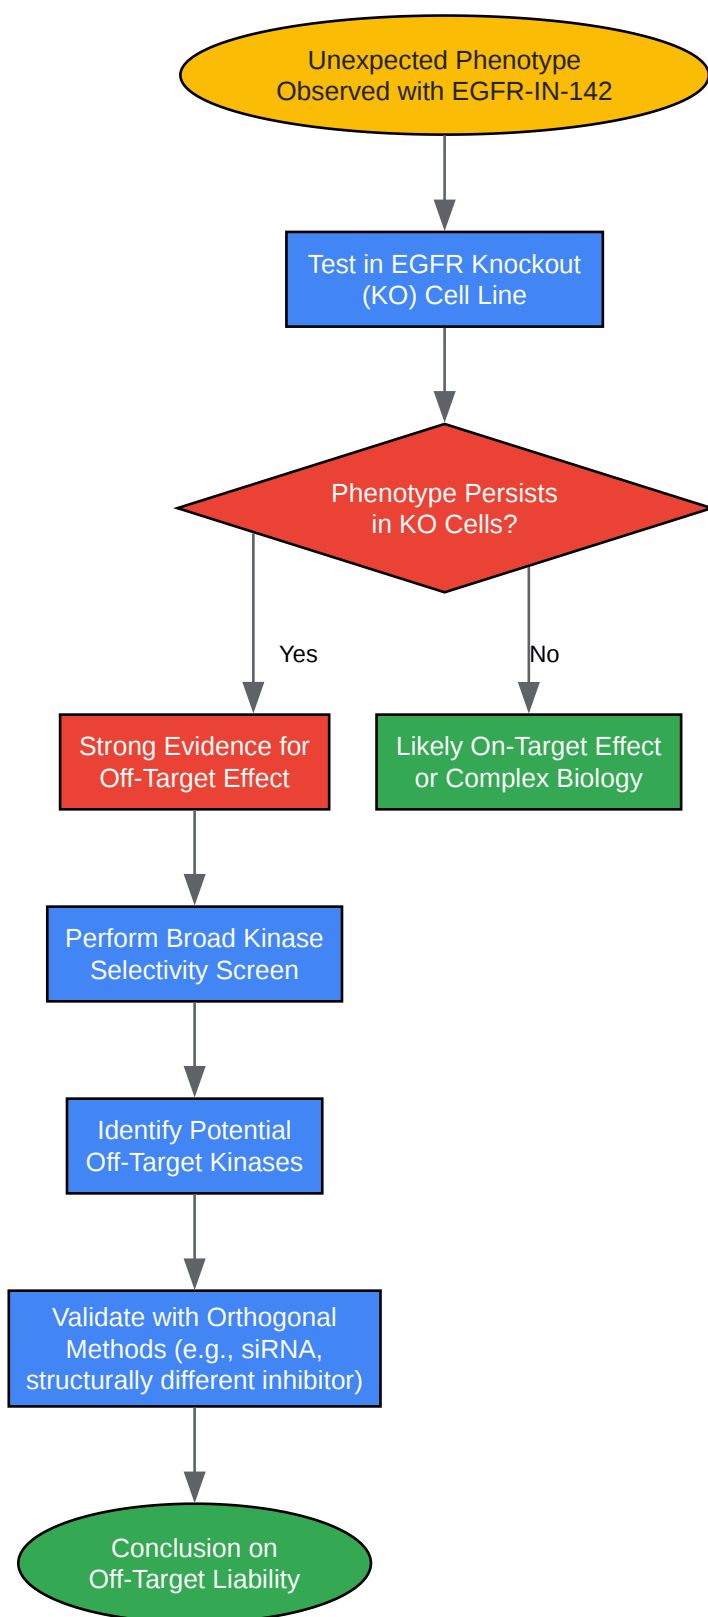 Unexpected Phenotype
Observed with EGFR-IN-142
Test in EGFR Knockout
(KO) Cell Line
Phenotype Persists
in KO Cells?
Yes
No
Strong Evidence for
Off-Target Effect
Likely On-Target Effect
or Complex Biology
Perform Broad Kinase
Selectivity Screen
Identify Potential
Off-Target Kinases
Validate with Orthogonal
Methods (e.g., siRNA,
structurally different inhibitor)
Conclusion on
Off-Target Liability